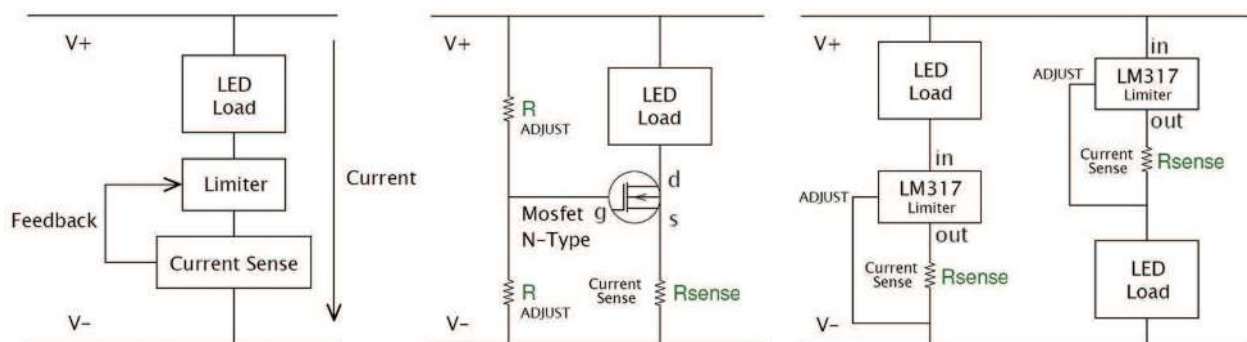 V+
LED
Load
Limiter
Feedback
Current Sense
Current
V-
V+
R
ADJUST
LED
Load
d
g
s
Mosfet
N-Type
R
ADJUST
Current
Sense
Rsense
V-
V+
LED
Load
in
ADJUST
LM317
Limiter
out
Current
Sense
Rsense
V-
in
ADJUST
LM317
Limiter
out
Current
Sense
Rsense
LED
Load